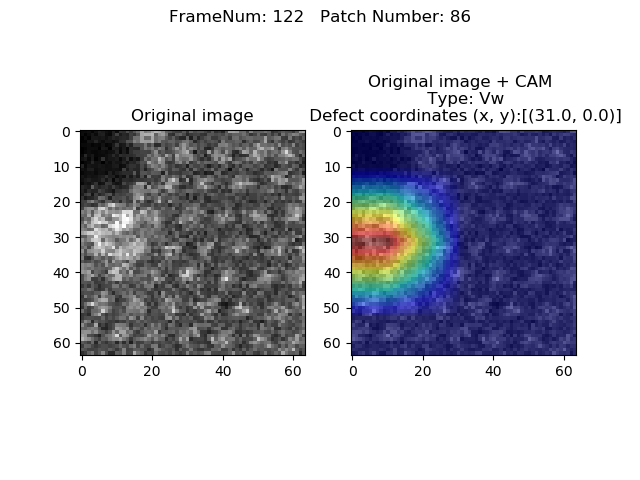 FrameNum: 122   Patch Number: 86
Original image
Original image + CAM
Type: Vw
Defect coordinates (x, y):[(31.0, 0.0)]
0
10
20
30
40
50
60
0 20 40 60
0
10
20
30
40
50
60
0 20 40 60